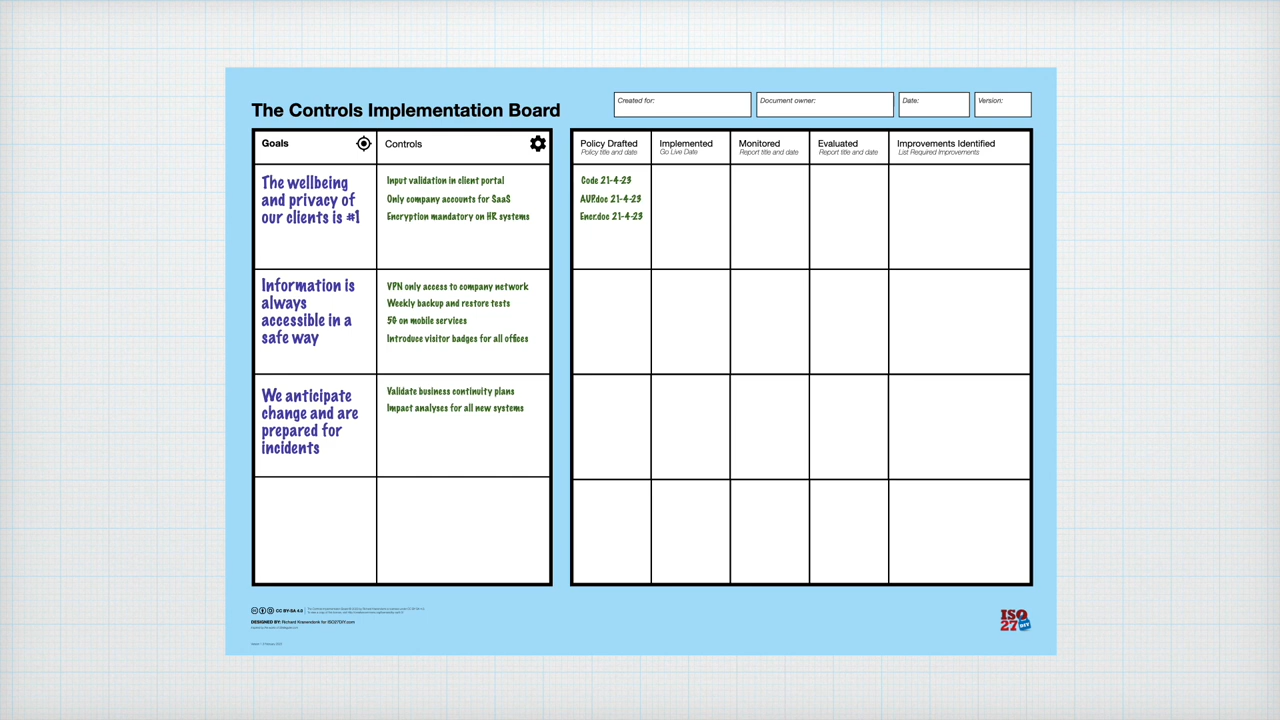 The Controls Implementation Board
Created for:
Document owner:
Date:
Version:
Goals
Controls
Policy Drafted
Policy title and date
Implemented
Go Live Date
Monitored
Report title and date
Evaluated
Report title and date
Improvements Identified
List Required Improvements
The wellbeing
and privacy of
our clients is #1
Input validation in client portal
Only company accounts for SaaS
Encryption mandatory on HR systems
Code 21-4-23
AUP.doc 21-4-23
Encr.doc 21-4-23
Information is
always
accessible in a
safe way
VPN only access to company network
Weekly backup and restore tests
5G on mobile services
Introduce visitor badges for all offices
We anticipate
change and are
prepared for
incidents
Validate business continuity plans
Impact analyses for all new systems
CC BY-SA 4.0
DESIGNED BY: Richard Kranendonk for ISO27DIY.com
ISO
27 DIY